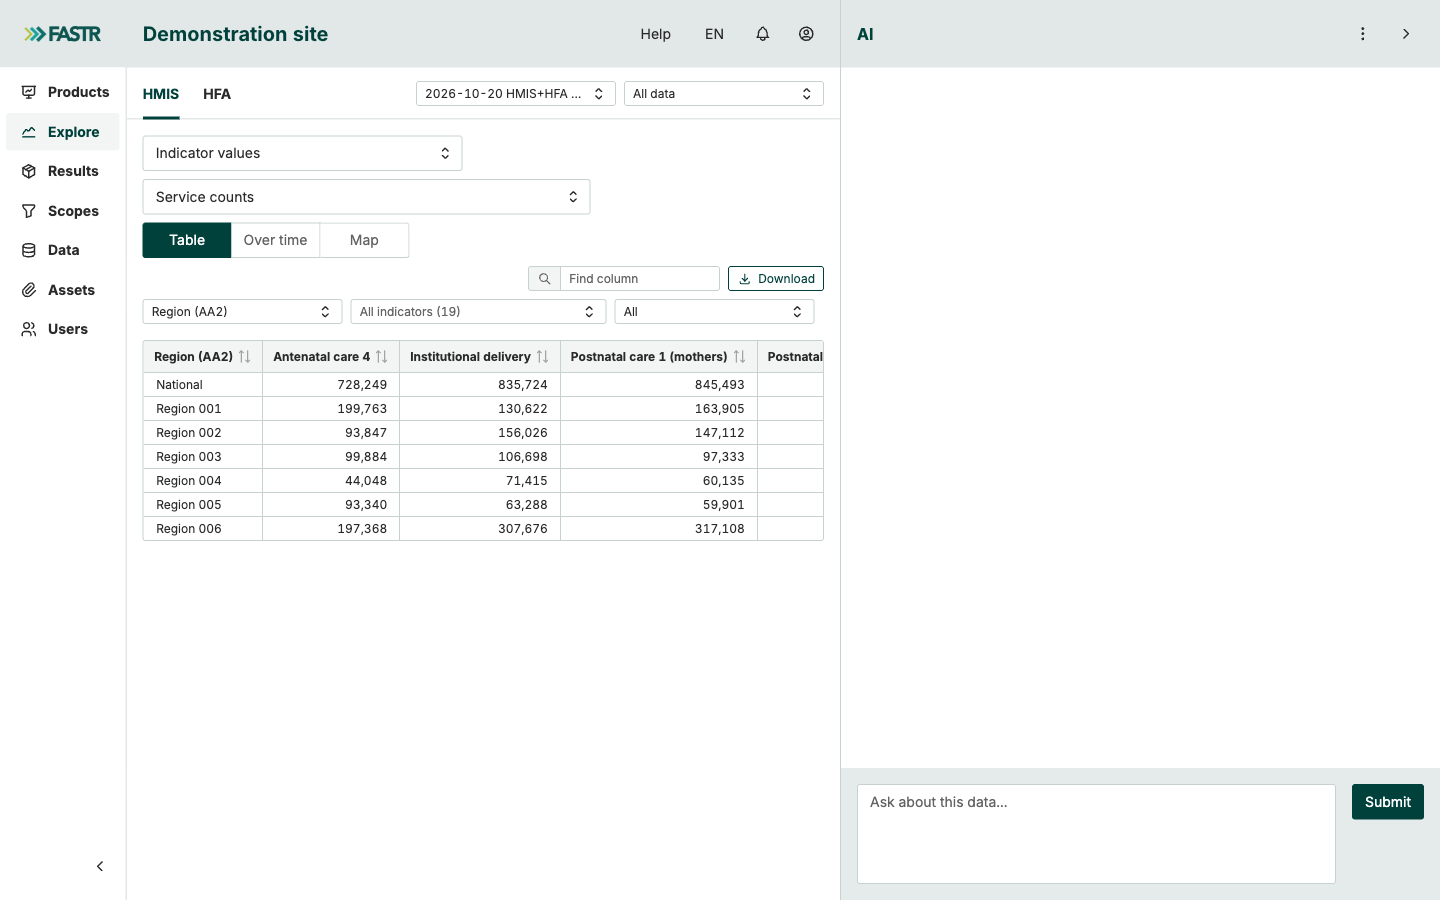 FASTR
Demonstration site
Help
EN
AI
Products
Explore
Results
Scopes
Data
Assets
Users
HMIS
HFA
2026-10-20 HMIS+HFA ...
All data
Indicator values
Service counts
Table
Over time
Map
Find column
Download
Region (AA2)
All indicators (19)
All
Region (AA2) Antenatal care 4 Institutional delivery Postnatal care 1 (mothers) Postnatal
National 728,249 835,724 845,493
Region 001 199,763 130,622 163,905
Region 002 93,847 156,026 147,112
Region 003 99,884 106,698 97,333
Region 004 44,048 71,415 60,135
Region 005 93,340 63,288 59,901
Region 006 197,368 307,676 317,108
Ask about this data...
Submit